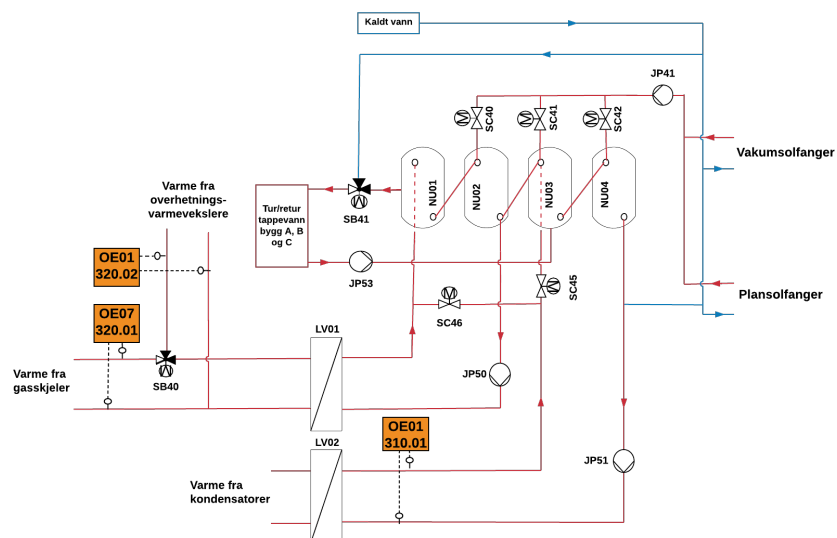 Kaldt vann
JP41
SC40
SC41
SC42
Vakumsolfanger
Varme fra
overhetnings-
varmevekslere
NU01
NU02
NU03
NU04
Tur/retur
tappevann
bygg A, B
og C
SB41
OE01
320.02
JP53
SC45
Plansolfanger
OE07
320.01
SC46
LV01
Varme fra
gasskjeler
SB40
JP50
OE01
310.01
LV02
JP51
Varme fra
kondensatorer